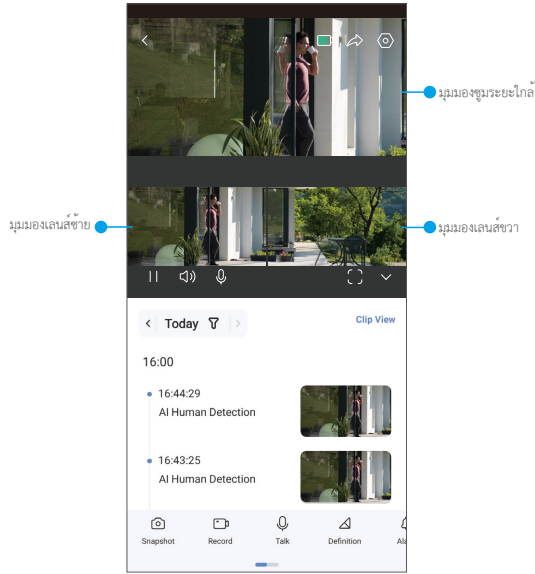 มุมมองซูมระยะใกล้
มุมมองเลนส์ซ้าย
มุมมองเลนส์ขวา
Today
Clip View
16:00
16:44:29
AI Human Detection
16:43:25
AI Human Detection
Snapshot
Record
Talk
Definition
Ala